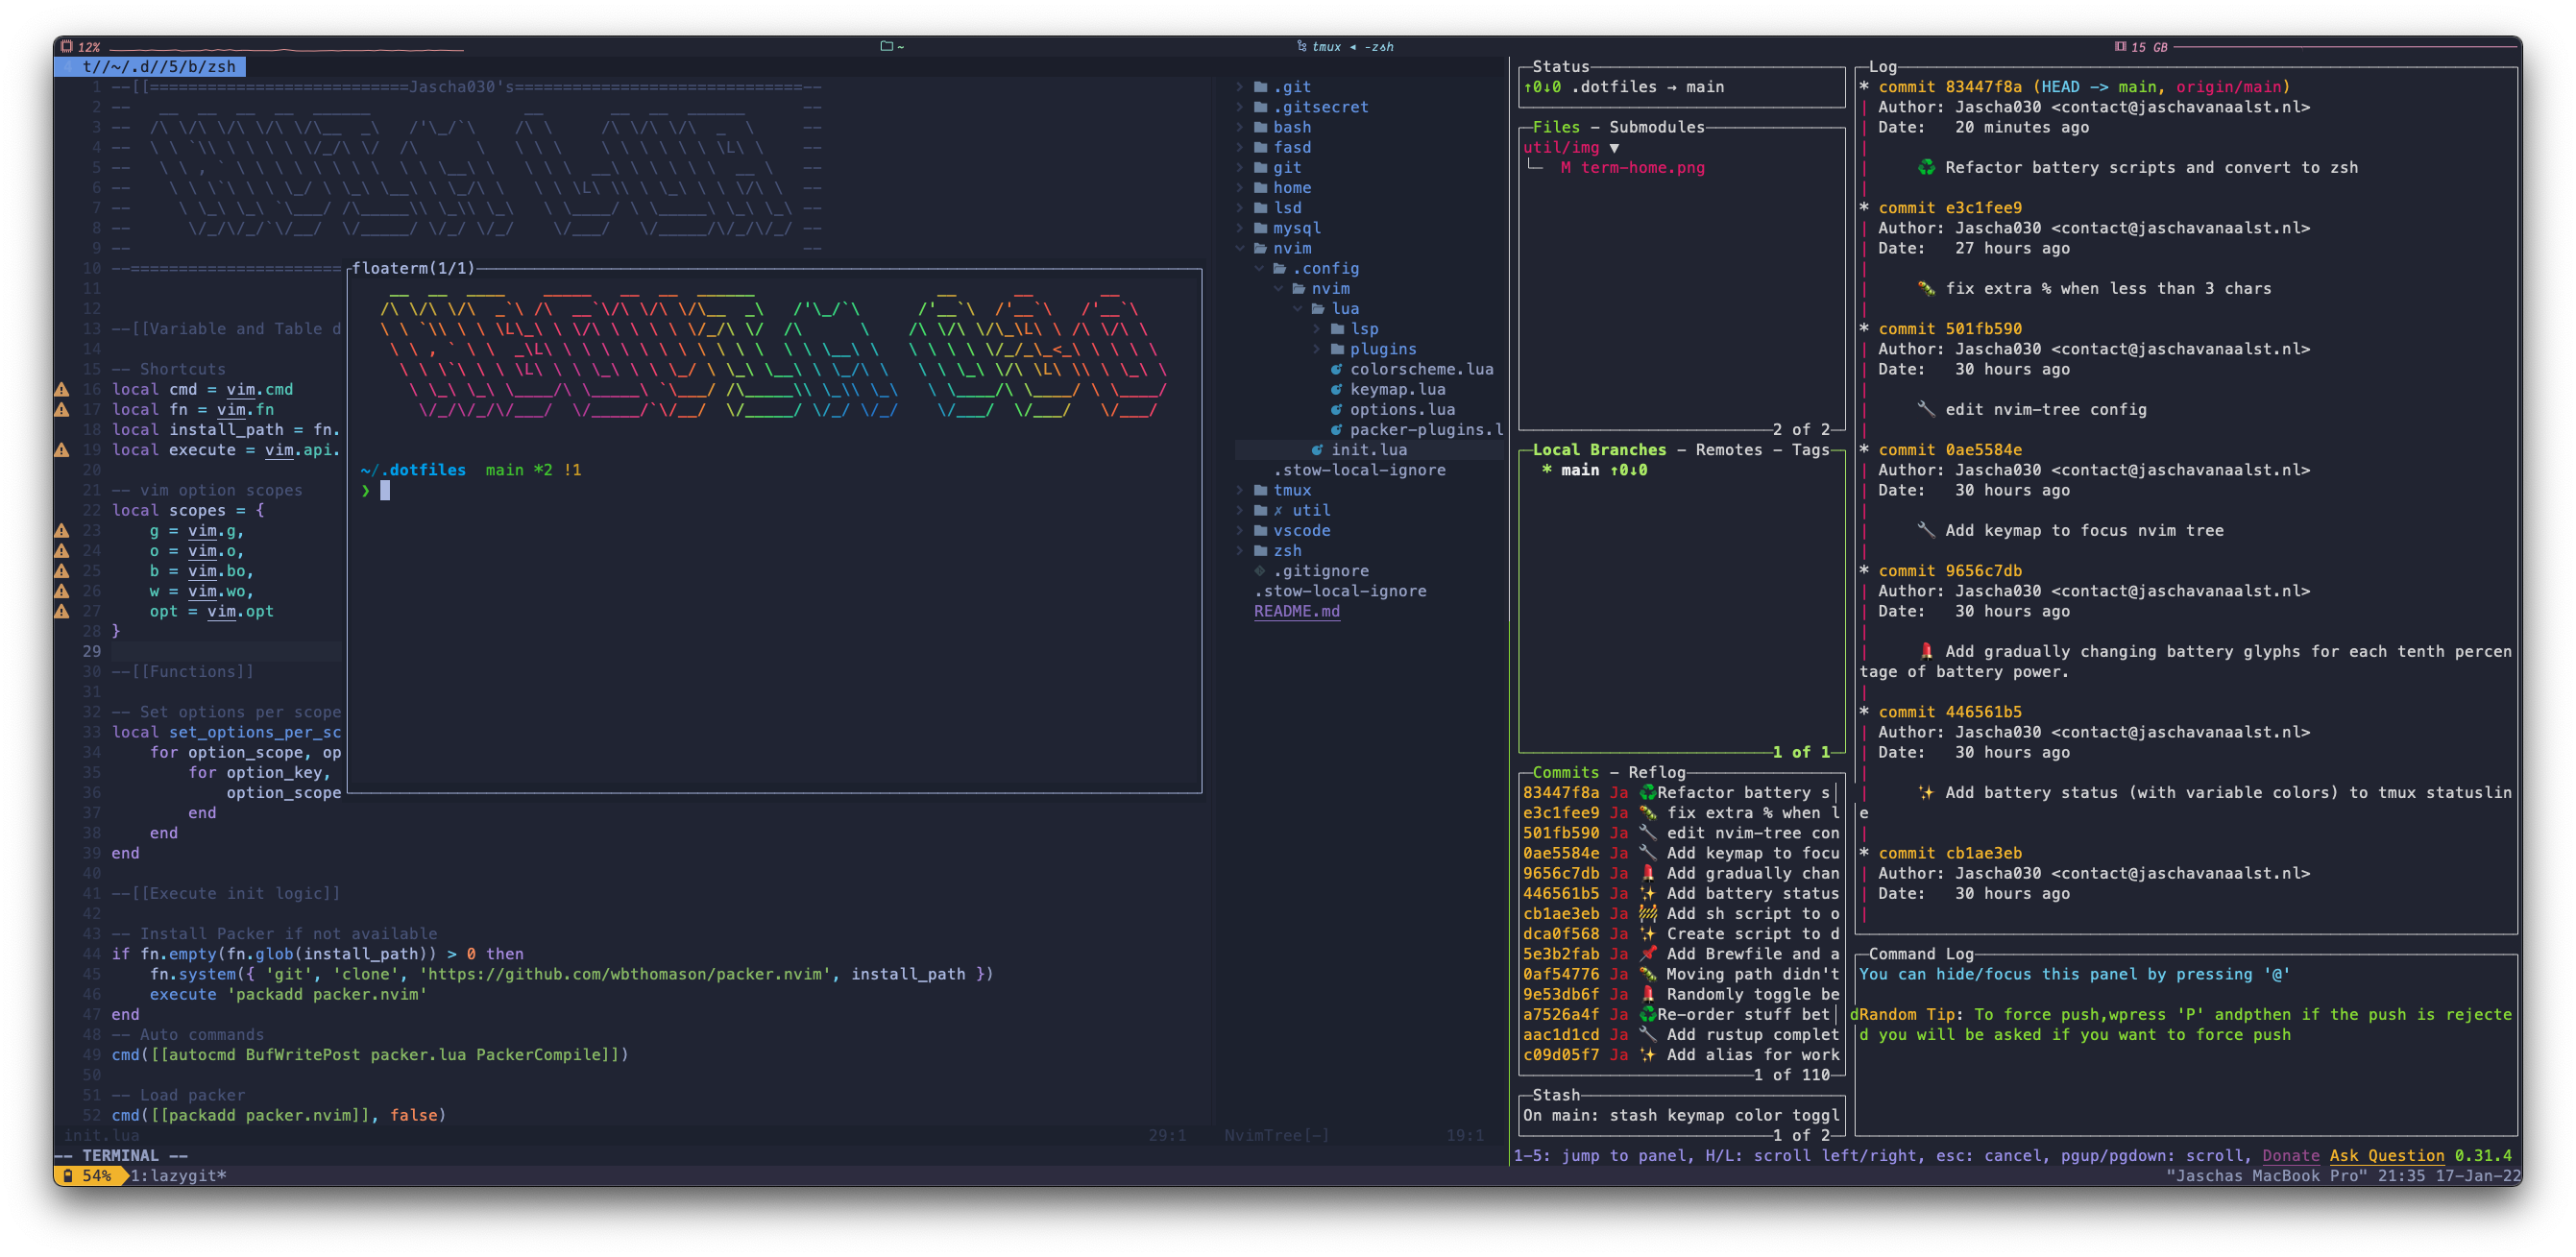 12%
~
tmux ◂ -zsh
15 GB
4 t//~/.d//5/b/zsh
1 --[[===========================Jascha030's==============================--
2 --
3 --
4 --
5 --
6 --
7 --
8 --
9 --
10 --======================
11
12
13 --[[Variable and Table d
14
15 -- Shortcuts
16 local cmd = vim.cmd
17 local fn = vim.fn
18 local install_path = fn.
19 local execute = vim.api.
20
21 -- vim option scopes
22 local scopes = {
23 g = vim.g,
24 o = vim.o,
25 b = vim.bo,
26 w = vim.wo,
27 opt = vim.opt
28 }
29
30 --[[Functions]]
31
32 -- Set options per scope
33 local set_options_per_sc
34 for option_scope, op
35 for option_key,
36 option_scope
37 end
38 end
39 end
40
41 --[[Execute init logic]]
42
43 -- Install Packer if not available
44 if fn.empty(fn.glob(install_path)) > 0 then
45 fn.system({ 'git', 'clone', 'https://github.com/wbthomason/packer.nvim', install_path })
46 execute 'packadd packer.nvim'
47 end
48 -- Auto commands
49 cmd([[autocmd BufWritePost packer.lua PackerCompile]])
50
51 -- Load packer
52 cmd([[packadd packer.nvim]], false)
init.lua 29:1
floaterm(1/1)
~/.dotfiles main *2 !1
❯
.git
.gitsecret
bash
fasd
git
home
lsd
mysql
nvim
.config
nvim
lua
lsp
plugins
colorscheme.lua
keymap.lua
options.lua
packer-plugins.l
init.lua
.stow-local-ignore
tmux
✗ util
vscode
zsh
.gitignore
.stow-local-ignore
README.md
NvimTree[-] 19:1
Status
↑0↓0 .dotfiles → main
Files - Submodules
util/img ▼
M term-home.png
2 of 2
Local Branches - Remotes - Tags
* main ↑0↓0
1 of 1
Commits - Reflog
83447f8a Ja ♻️Refactor battery s
e3c1fee9 Ja 🐛 fix extra % when l
501fb590 Ja 🔧 edit nvim-tree con
0ae5584e Ja 🔧 Add keymap to focu
9656c7db Ja 💄 Add gradually chan
446561b5 Ja ✨ Add battery status
cb1ae3eb Ja 🚧 Add sh script to o
dca0f568 Ja ✨ Create script to d
5e3b2fab Ja 📌 Add Brewfile and a
0af54776 Ja 🐛 Moving path didn't
9e53db6f Ja 💄 Randomly toggle be
a7526a4f Ja ♻️Re-order stuff bet
aac1d1cd Ja 🔧 Add rustup complet
c09d05f7 Ja ✨ Add alias for work
1 of 110
Stash
On main: stash keymap color toggl
1 of 2
Log
* commit 83447f8a (HEAD -> main, origin/main)
| Author: Jascha030 <contact@jaschavanaalst.nl>
| Date: 20 minutes ago
|
| ♻️ Refactor battery scripts and convert to zsh
|
* commit e3c1fee9
| Author: Jascha030 <contact@jaschavanaalst.nl>
| Date: 27 hours ago
|
| 🐛 fix extra % when less than 3 chars
|
* commit 501fb590
| Author: Jascha030 <contact@jaschavanaalst.nl>
| Date: 30 hours ago
|
| 🔧 edit nvim-tree config
|
* commit 0ae5584e
| Author: Jascha030 <contact@jaschavanaalst.nl>
| Date: 30 hours ago
|
| 🔧 Add keymap to focus nvim tree
|
* commit 9656c7db
| Author: Jascha030 <contact@jaschavanaalst.nl>
| Date: 30 hours ago
|
| 💄 Add gradually changing battery glyphs for each tenth percen
tage of battery power.
|
* commit 446561b5
| Author: Jascha030 <contact@jaschavanaalst.nl>
| Date: 30 hours ago
|
| ✨ Add battery status (with variable colors) to tmux statuslin
e
|
* commit cb1ae3eb
| Author: Jascha030 <contact@jaschavanaalst.nl>
| Date: 30 hours ago
|
Command Log
You can hide/focus this panel by pressing '@'
dRandom Tip: To force push,wpress 'P' andpthen if the push is rejecte
d you will be asked if you want to force push
-- TERMINAL --
1-5: jump to panel, H/L: scroll left/right, esc: cancel, pgup/pgdown: scroll, Donate Ask Question 0.31.4
54% 1:lazygit*
"Jaschas MacBook Pro" 21:35 17-Jan-22